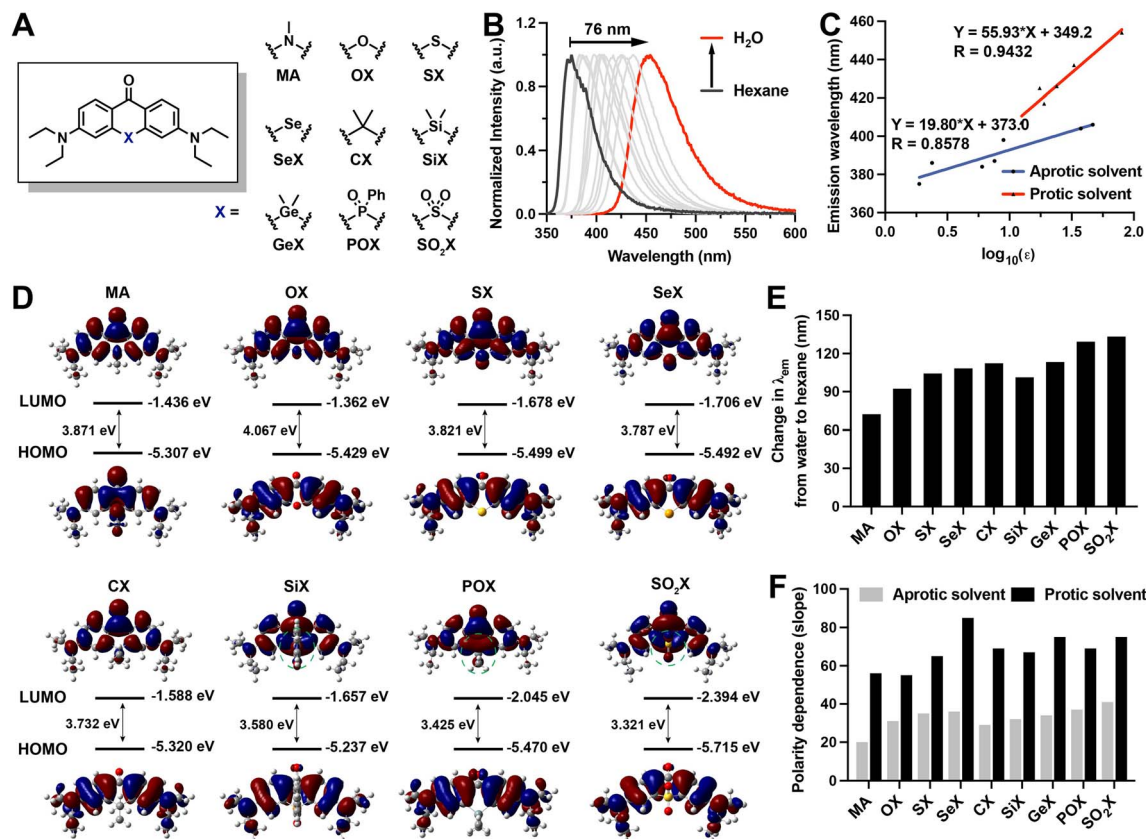 A
O
N
N
X
X =
N
MA
O
OX
S
SX
Se
SeX
CX
Si
SiX
Ge
GeX
O Ph
P
POX
O O
S
SO2X
B
Normalized Intensity (a.u.)
1.2
0.9
0.6
0.3
0.0
76 nm
H2O
Hexane
350 400 450 500 550 600
Wavelength (nm)
C
Emission wavelength (nm)
460
440
420
400
380
360
Y = 55.93*X + 349.2
R = 0.9432
Y = 19.80*X + 373.0
R = 0.8578
Aprotic solvent
Protic solvent
0.0 0.5 1.0 1.5 2.0
log10(ε)
D
MA OX SX SeX
LUMO -1.436 eV -1.362 eV -1.678 eV -1.706 eV
3.871 eV 4.067 eV 3.821 eV 3.787 eV
HOMO -5.307 eV -5.429 eV -5.499 eV -5.492 eV
CX SiX POX SO2X
LUMO -1.588 eV -1.657 eV -2.045 eV -2.394 eV
3.732 eV 3.580 eV 3.425 eV 3.321 eV
HOMO -5.320 eV -5.237 eV -5.470 eV -5.715 eV
E
Change in λem
from water to hexane (nm)
150
120
90
60
30
0
MA OX SX SeX CX SiX GeX POX SO2X
F
Polarity dependence (slope)
100
80
60
40
20
0
Aprotic solvent Protic solvent
MA OX SX SeX CX SiX GeX POX SO2X